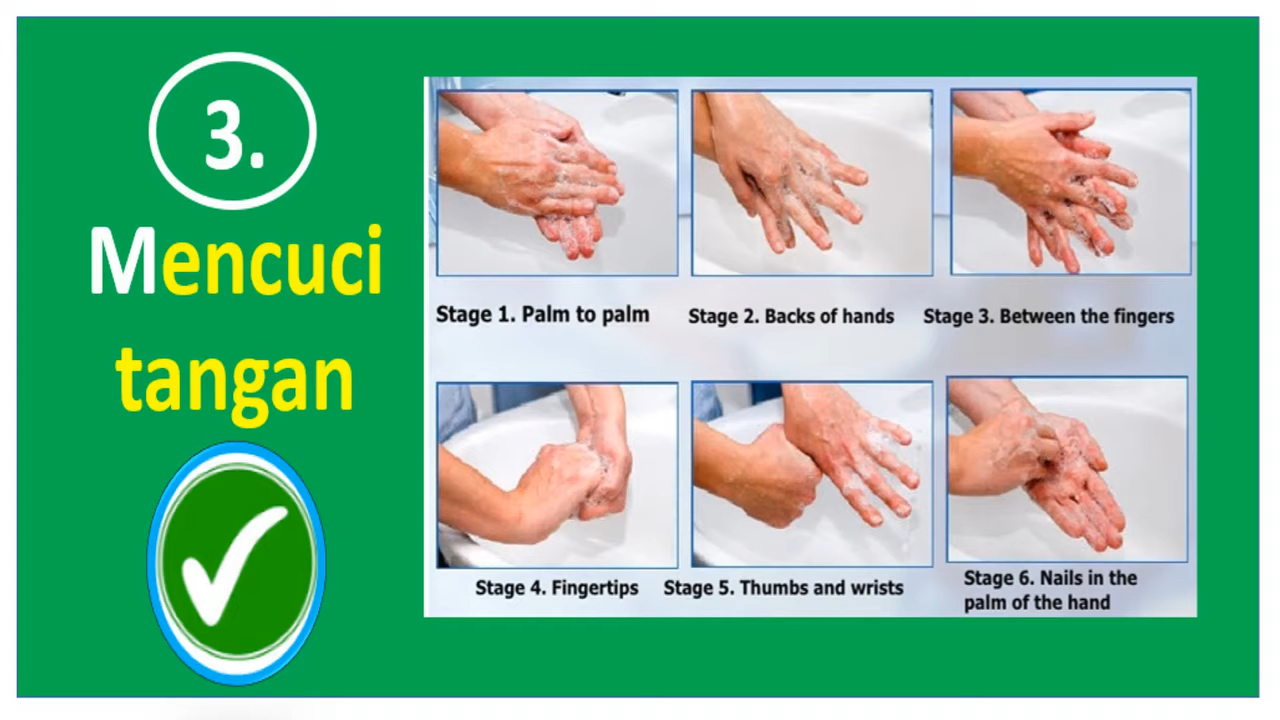 3.
Mencuci
tangan
Stage 1. Palm to palm
Stage 2. Backs of hands
Stage 3. Between the fingers
Stage 4. Fingertips
Stage 5. Thumbs and wrists
Stage 6. Nails in the
palm of the hand